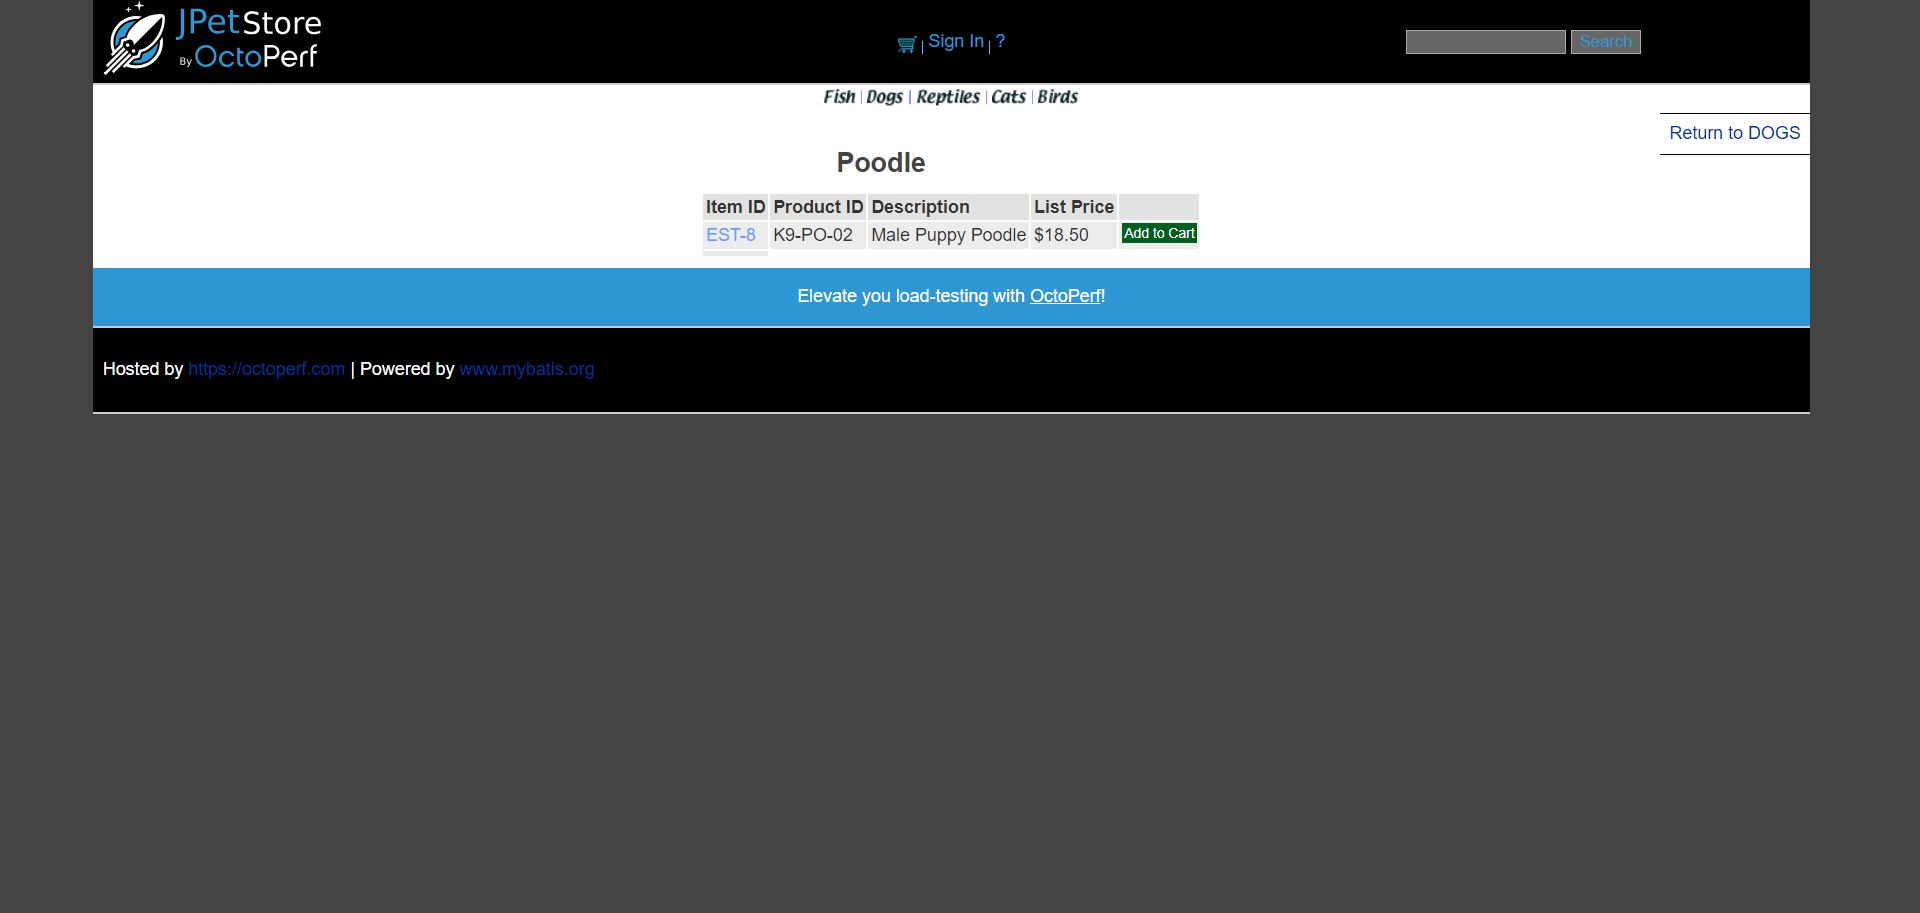 JPetStore
By OctoPerf
Sign In | ?
Search
Fish | Dogs | Reptiles | Cats | Birds
Return to DOGS
Poodle
Item ID Product ID Description List Price
EST-8 K9-PO-02 Male Puppy Poodle $18.50 Add to Cart
Elevate you load-testing with OctoPerf!
Hosted by https://octoperf.com | Powered by www.mybatis.org